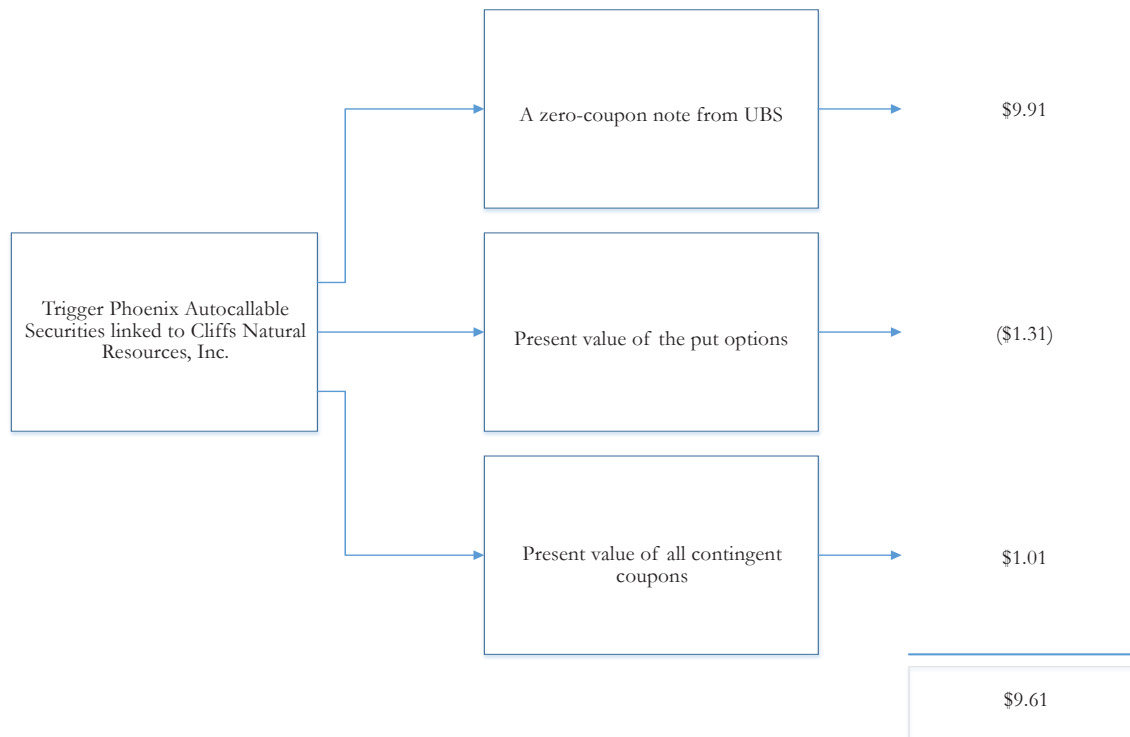 A zero-coupon note from UBS
$9.91
Trigger Phoenix Autocallable
Securities linked to Cliffs Natural
Resources, Inc.
Present value of the put options
($1.31)
Present value of all contingent
coupons
$1.01
$9.61